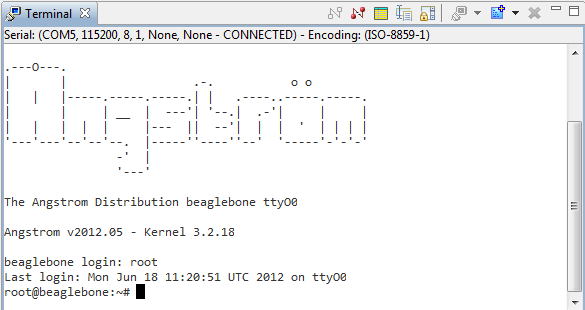 Terminal
Serial: (COM5, 115200, 8, 1, None, None - CONNECTED) - Encoding: (ISO-8859-1)
Angström
The Angstrom Distribution beaglebone ttyO0
Angstrom v2012.05 - Kernel 3.2.18
beaglebone login: root
Last login: Mon Jun 18 11:20:51 UTC 2012 on ttyO0
root@beaglebone:~#